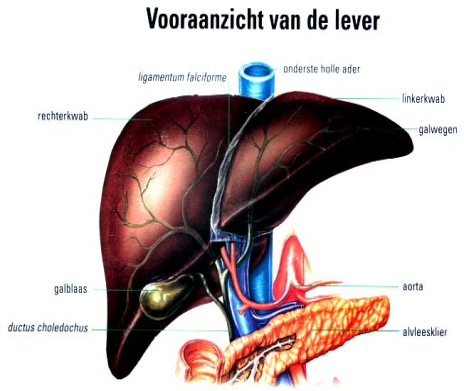 Vooraanzicht van de lever
ligamentum falciforme
onderste holle ader
linkerkwab
rechterkwab
galwegen
galblaas
aorta
ductus choledochus
alvleesklier